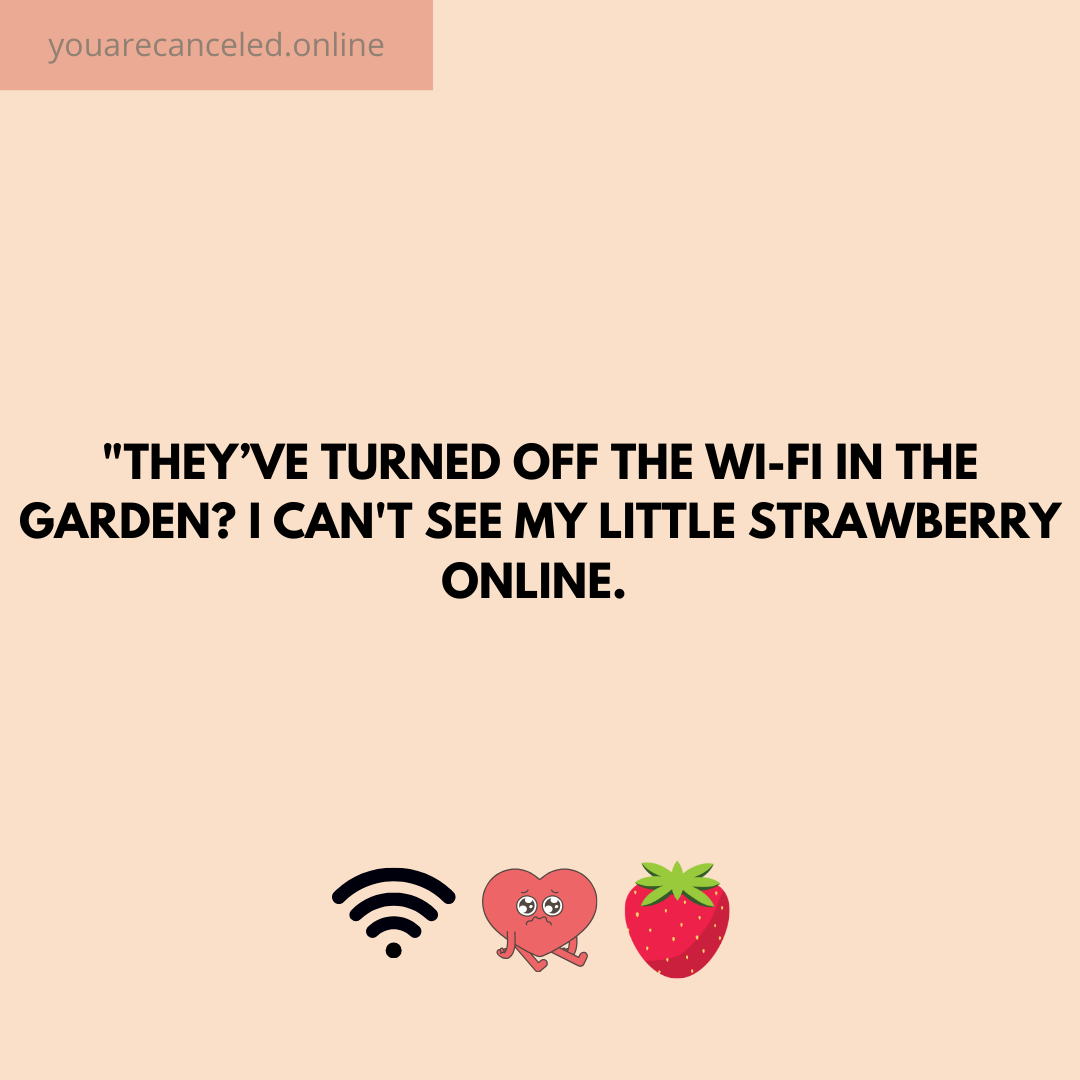 youarecanceled.online
"THEY’VE TURNED OFF THE WI-FI IN THE
GARDEN? I CAN'T SEE MY LITTLE STRAWBERRY
ONLINE.